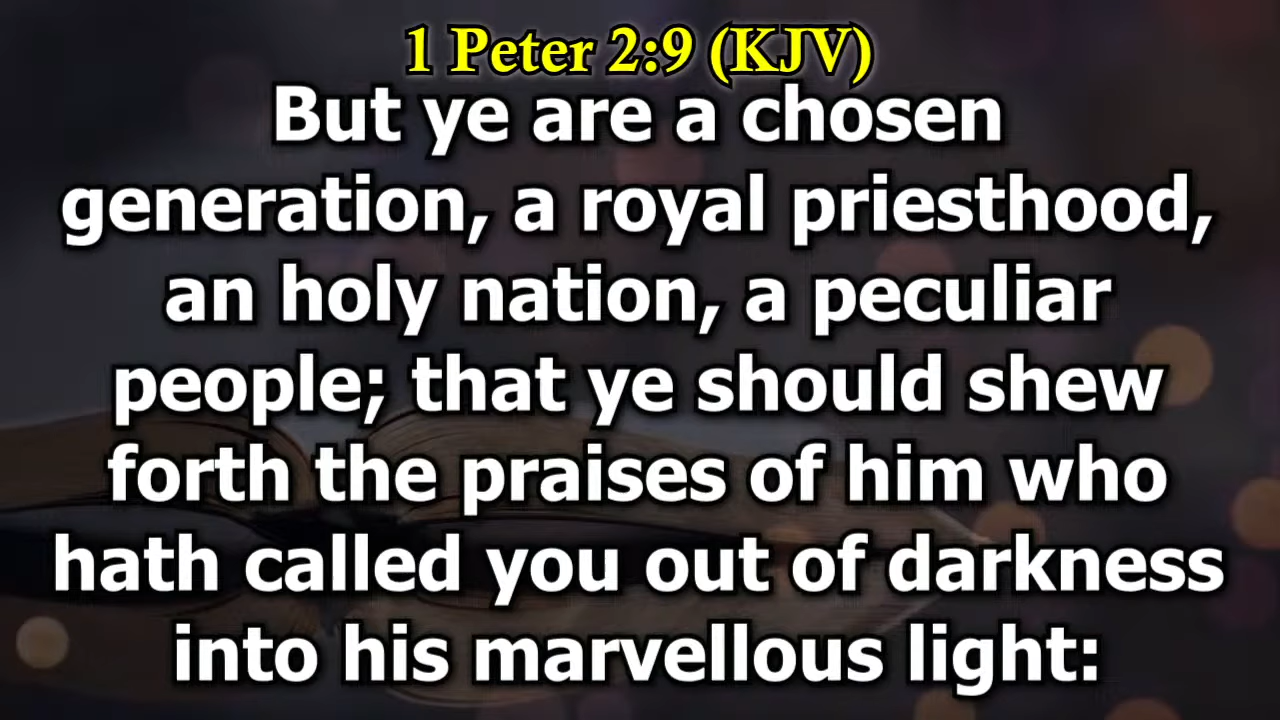 1 Peter 2:9 (KJV)
But ye are a chosen
generation, a royal priesthood,
an holy nation, a peculiar
people; that ye should shew
forth the praises of him who
hath called you out of darkness
into his marvellous light: